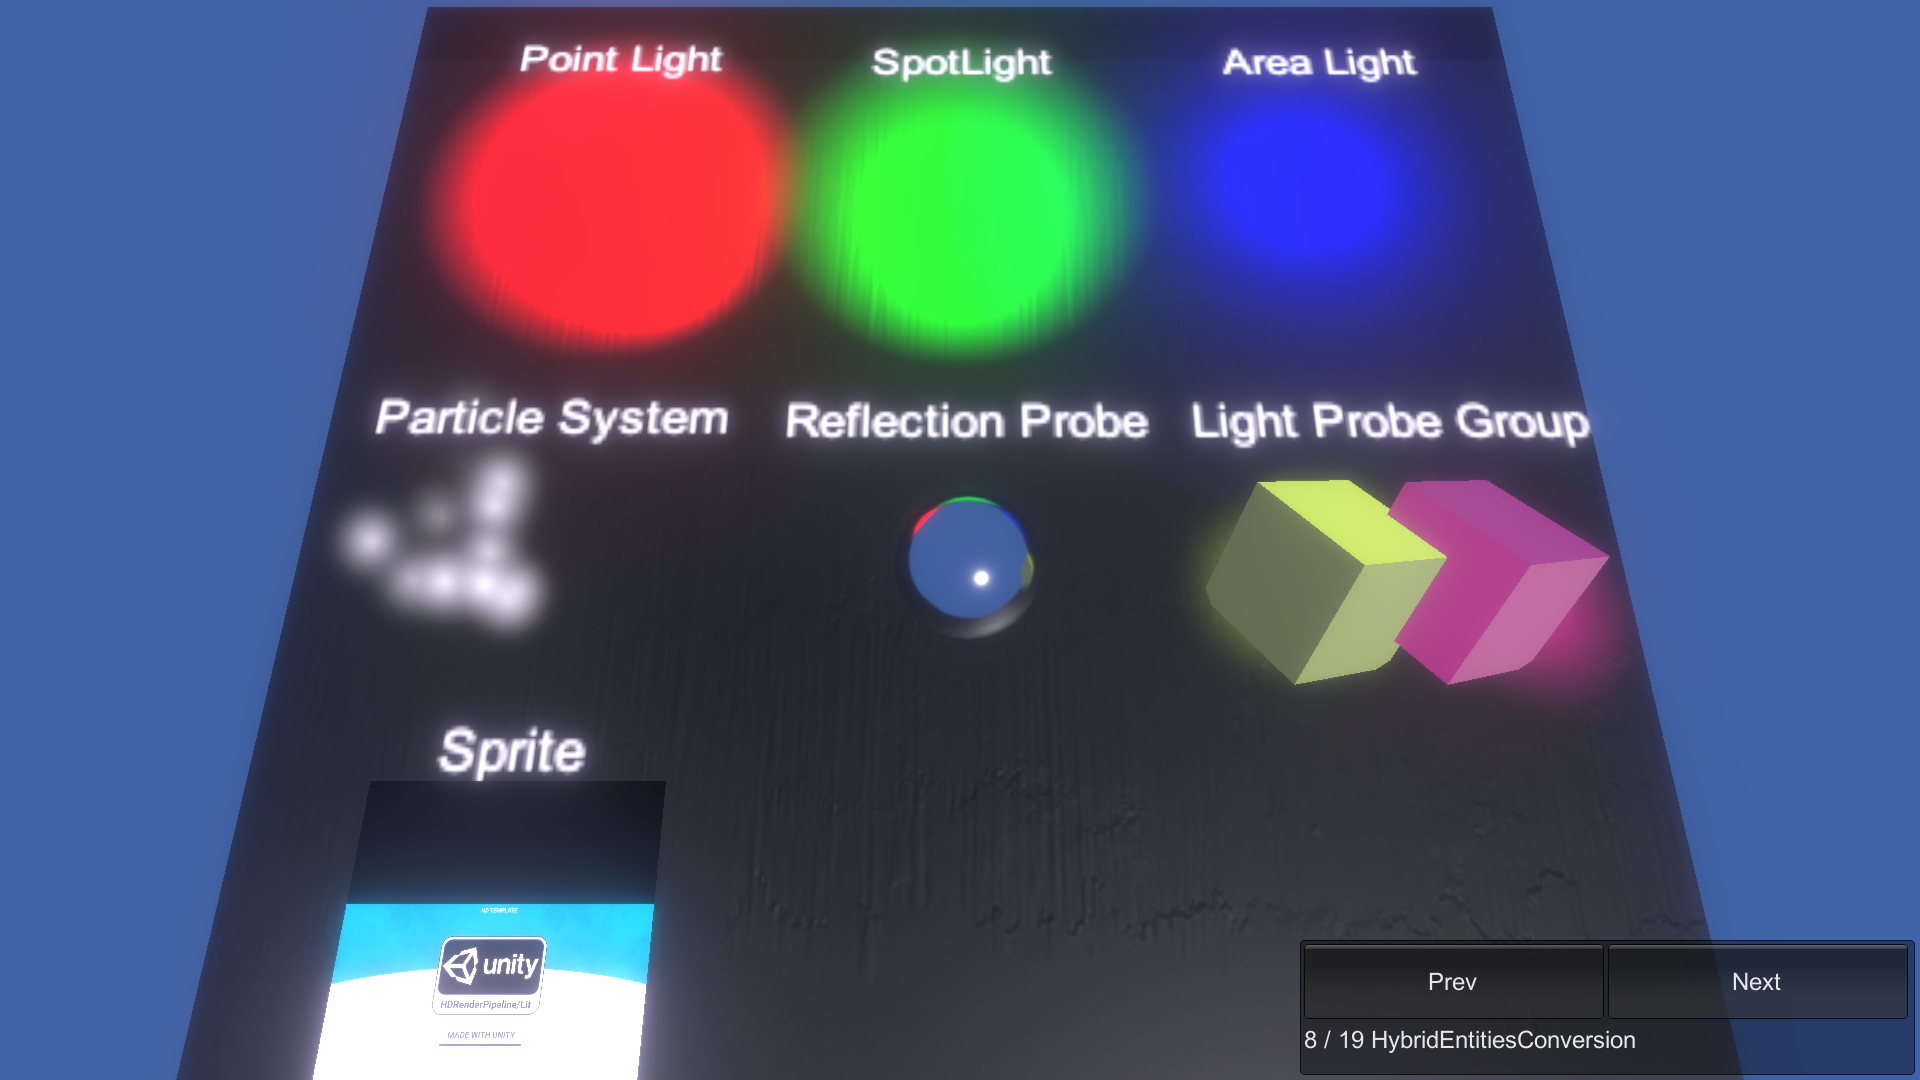 Point Light
SpotLight
Area Light
Particle System
Reflection Probe
Light Probe Group
Sprite
HD TEMPLATE
unity
HDRenderPipeline/Lit
MADE WITH UNITY
Prev
Next
8 / 19 HybridEntitiesConversion